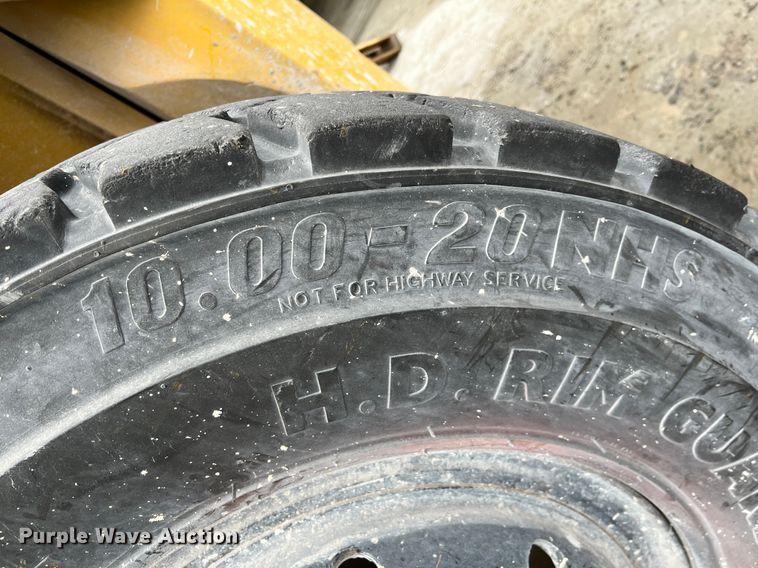 10.00-20 NHS
NOT FOR HIGHWAY SERVICE
H.D. RIM
Purple Wave Auction